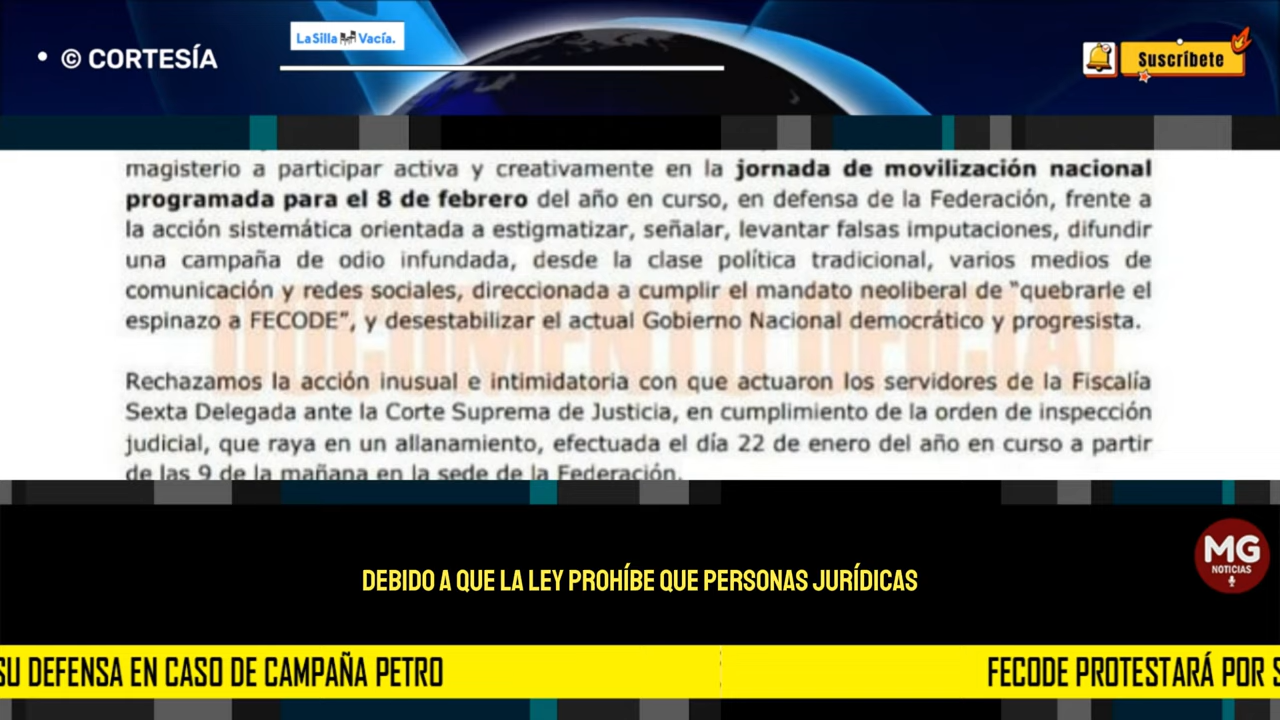 • © CORTESÍA
La Silla Vacía.
Suscríbete
magisterio a participar activa y creativamente en la jornada de movilización nacional
programada para el 8 de febrero del año en curso, en defensa de la Federación, frente a
la acción sistemática orientada a estigmatizar, señalar, levantar falsas imputaciones, difundir
una campaña de odio infundada, desde la clase política tradicional, varios medios de
comunicación y redes sociales, direccionada a cumplir el mandato neoliberal de "quebrarle el
espinazo a FECODE", y desestabilizar el actual Gobierno Nacional democrático y progresista.
DOCUMENTO OFICIAL
Rechazamos la acción inusual e intimidatoria con que actuaron los servidores de la Fiscalía
Sexta Delegada ante la Corte Suprema de Justicia, en cumplimiento de la orden de inspección
judicial, que raya en un allanamiento, efectuada el día 22 de enero del año en curso a partir
de las 9 de la mañana en la sede de la Federación.
MG
NOTICIAS
DEBIDO A QUE LA LEY PROHÍBE QUE PERSONAS JURÍDICAS
SU DEFENSA EN CASO DE CAMPAÑA PETRO
FECODE PROTESTARÁ POR S